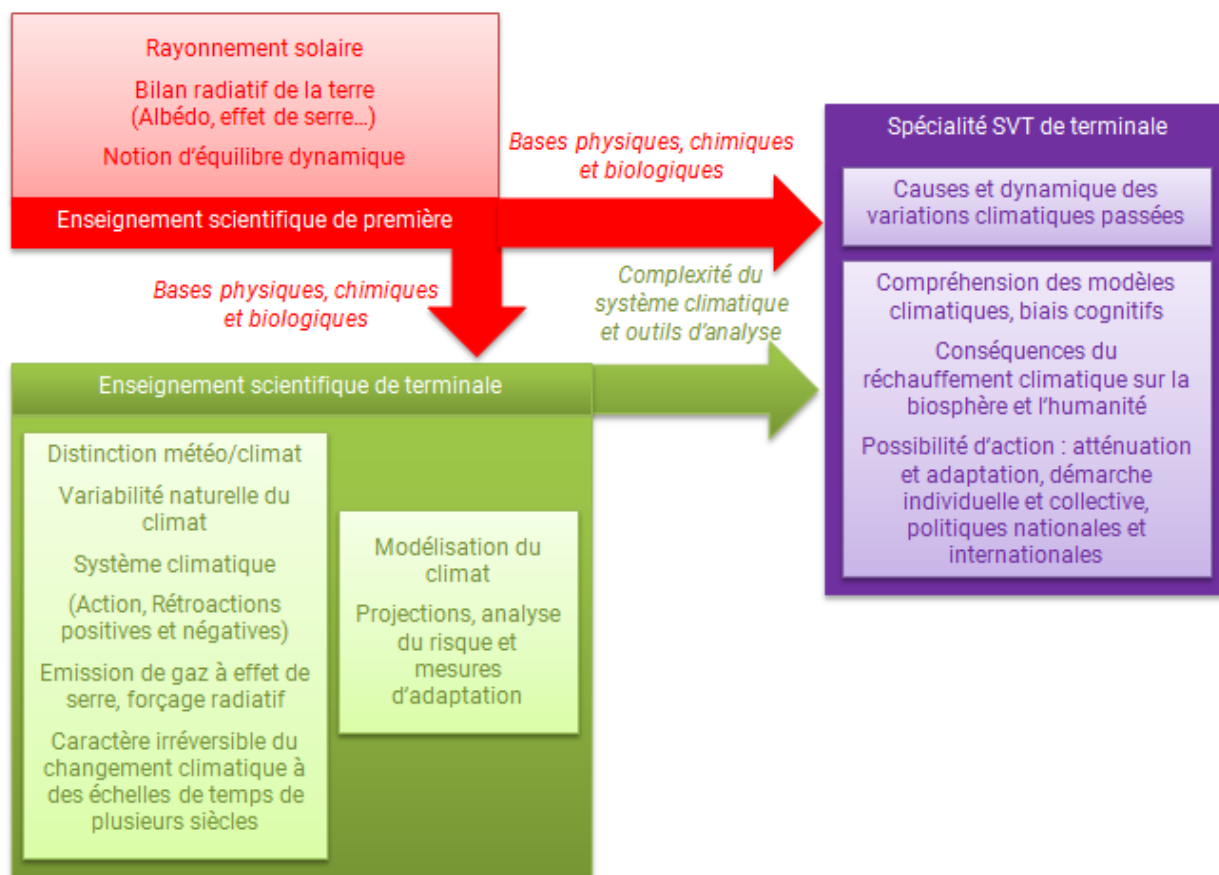 Rayonnement solaire
Bilan radiatif de la terre
(Albédo, effet de serre…)
Notion d'équilibre dynamique
Enseignement scientifique de première
Bases physiques, chimiques
et biologiques
Bases physiques, chimiques
et biologiques
Complexité du
système climatique
et outils d'analyse
Enseignement scientifique de terminale
Distinction météo/climat
Variabilité naturelle du
climat
Système climatique
(Action, Rétroactions
positives et négatives)
Emission de gaz à effet de
serre, forçage radiatif
Caractère irréversible du
changement climatique à
des échelles de temps de
plusieurs siècles
Modélisation du
climat
Projections, analyse
du risque et
mesures
d'adaptation
Spécialité SVT de terminale
Causes et dynamique des
variations climatiques passées
Compréhension des modèles
climatiques, biais cognitifs
Conséquences du
réchauffement climatique sur la
biosphère et l'humanité
Possibilité d'action : atténuation
et adaptation, démarche
individuelle et collective,
politiques nationales et
internationales